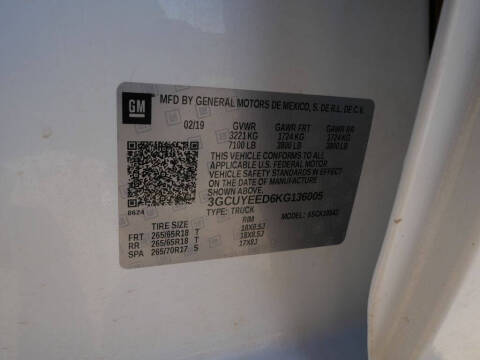 GM MFD BY GENERAL MOTORS DE MEXICO, S. DE R.L. DE C.V.
02/19 GVWR GAWR FRT GAWR RR
3221 KG 1724 KG 1724 KG
7100 LB 3800 LB 3800 LB
THIS VEHICLE CONFORMS TO ALL
APPLICABLE U.S. FEDERAL MOTOR
VEHICLE SAFETY STANDARDS IN
EFFECT ON THE DATE OF
MANUFACTURE SHOWN ABOVE.
3GCUYEED6KG136005
8624 TYPE: TRUCK MODEL:
TIRE SIZE RIM
FRT 265/65R18 T 18X8.5J
RR 265/65R18 T 18X8.5J
SPA 265/70R17 S 17X8J